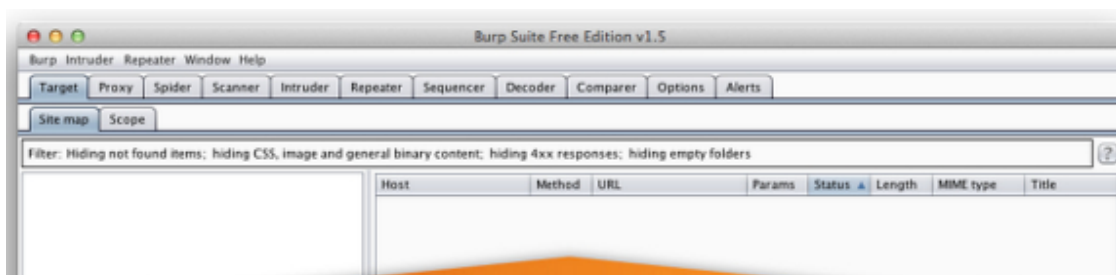 Burp Suite Free Edition v1.5
Burp Intruder Repeater Window Help
Target Proxy Spider Scanner Intruder Repeater Sequencer Decoder Comparer Options Alerts
Site map Scope
Filter: Hiding not found items; hiding CSS, image and general binary content; hiding 4xx responses; hiding empty folders ?
Host Method URL Params Status ▲ Length MIME type Title